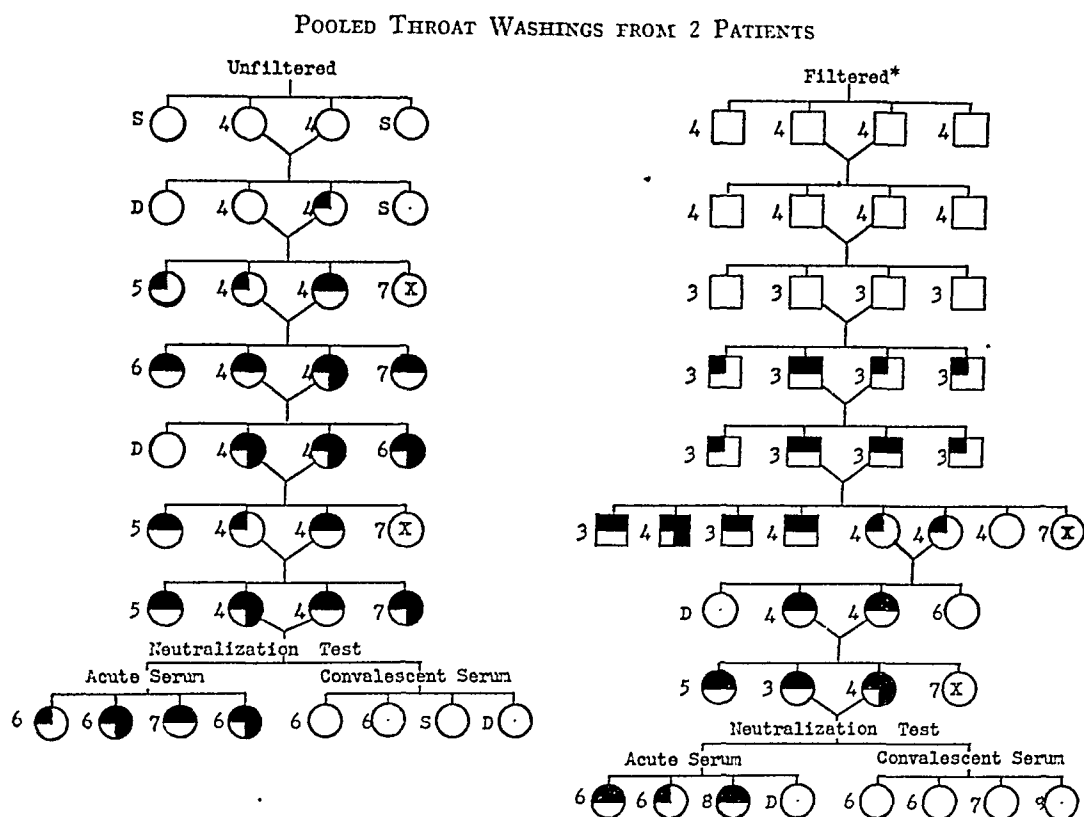 POOLED THROAT WASHINGS FROM 2 PATIENTS
Unfiltered
S 4 4 S
D 4 4 S
5 4 4 7 X
6 4 4 7
D 4 4 6
5 4 4 7 X
5 4 4 7
Neutralization Test
Acute Serum Convalescent Serum
6 6 7 6 6 6 S D
Filtered*
4 4 4 4
4 4 4 4
3 3 3 3
3 3 3 3
3 3 3 3
3 4 3 4 4 4 4 7 X
D 4 4 6
5 3 4 7 X
Neutralization Test
Acute Serum Convalescent Serum
6 6 8 D 6 6 7